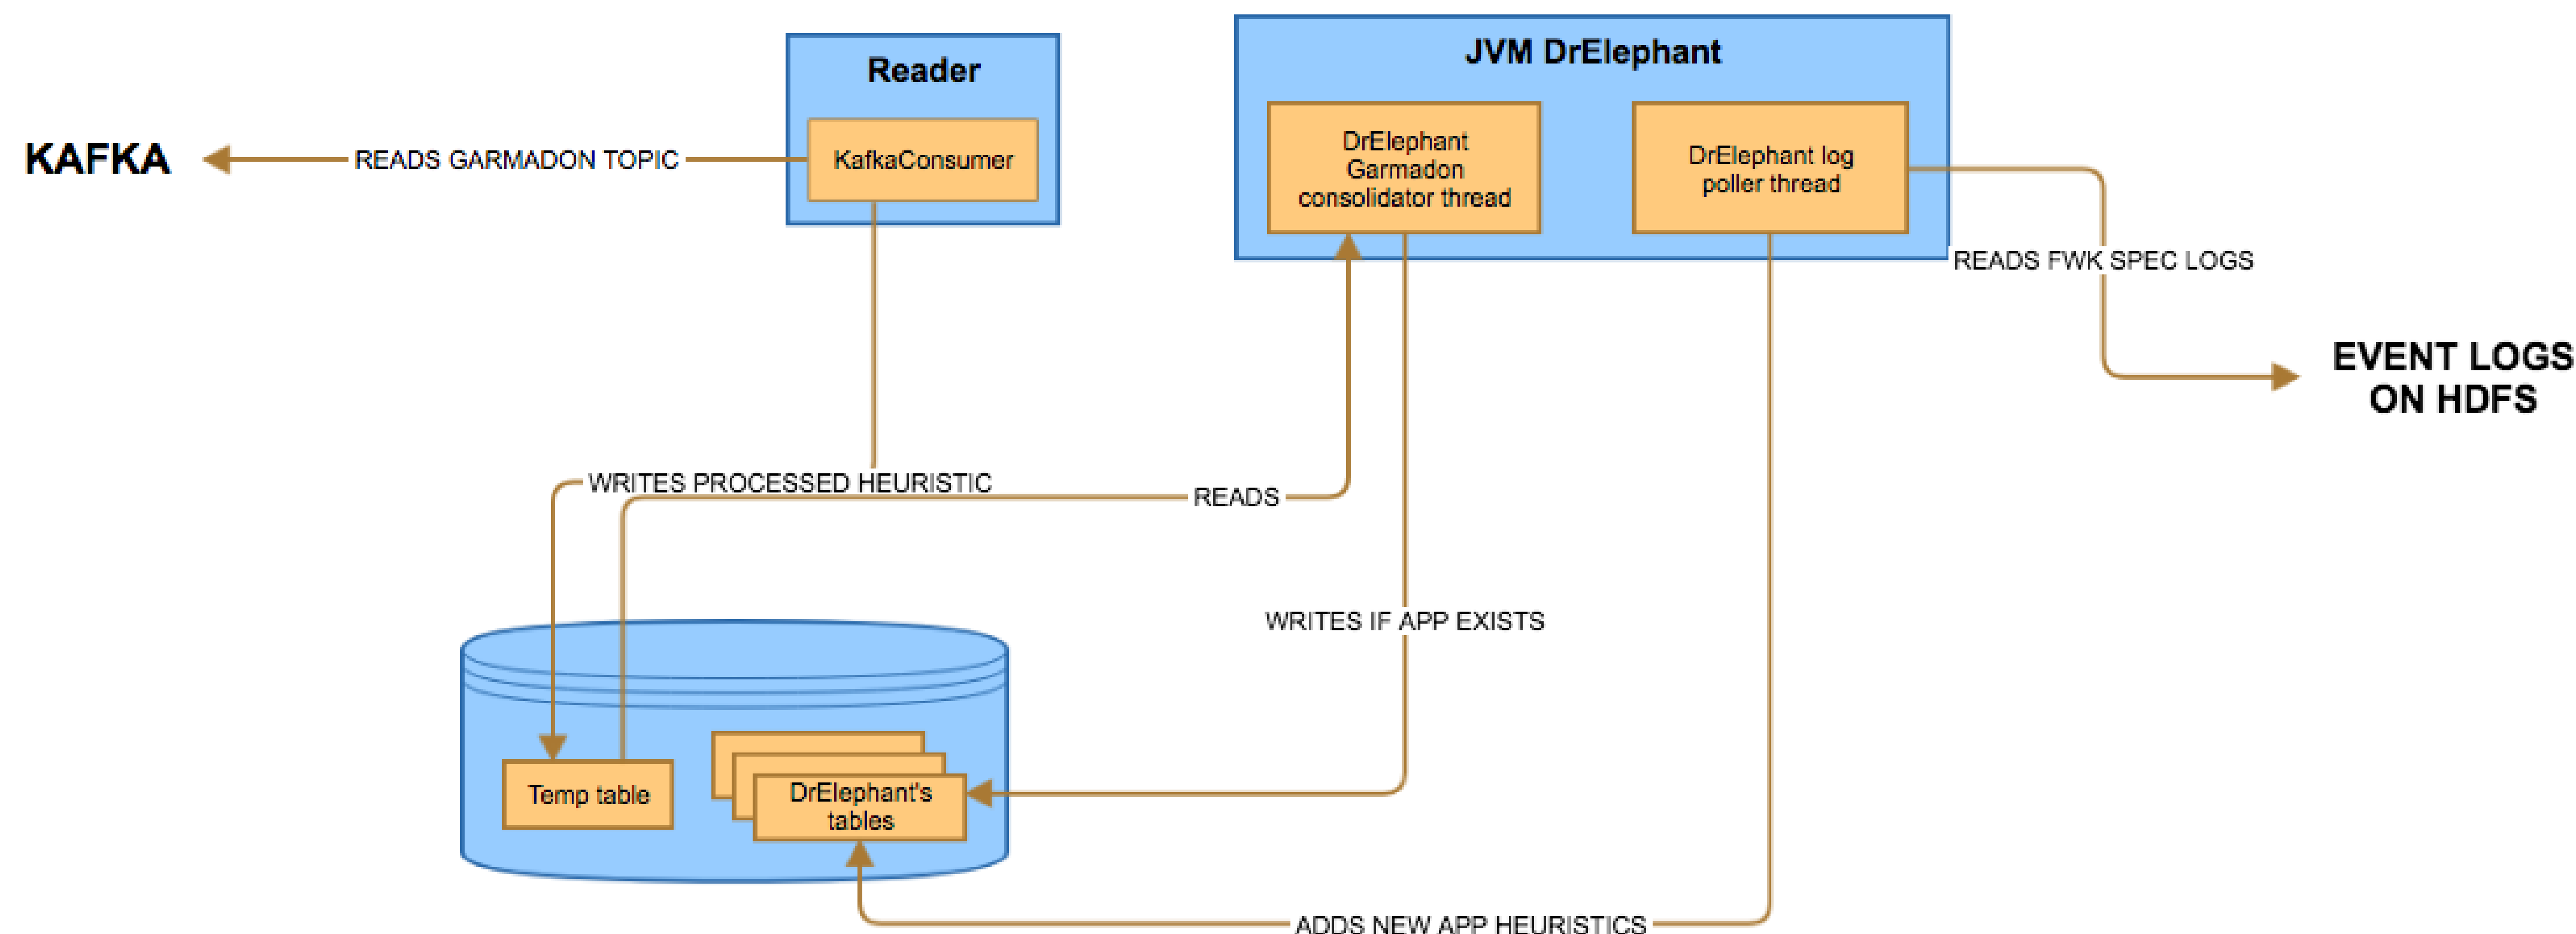 JVM DrElephant
Reader
DrElephant
Garmadon
consolidator thread
DrElephant log
poller thread
KAFKA
READS GARMADON TOPIC
KafkaConsumer
READS FWK SPEC LOGS
EVENT LOGS
ON HDFS
WRITES PROCESSED HEURISTIC
READS
WRITES IF APP EXISTS
Temp table
DrElephant's
tables
ADDS NEW APP HEURISTICS